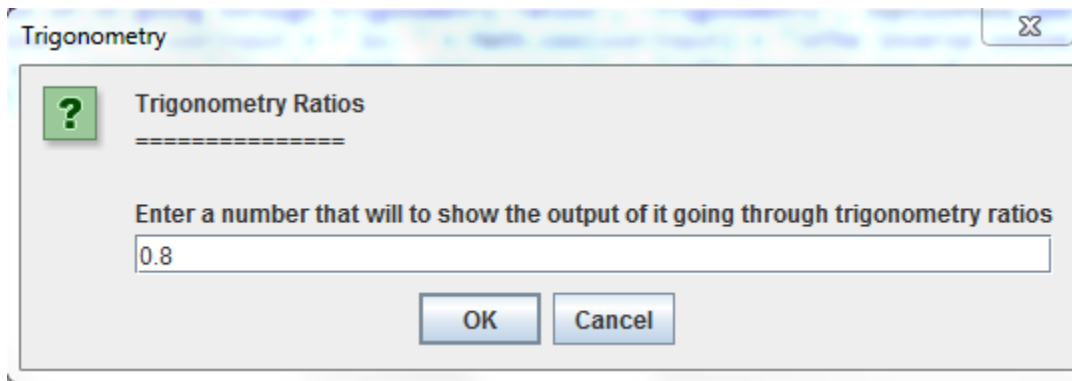 Trigonometry
?
Trigonometry Ratios
===============
Enter a number that will to show the output of it going through trigonometry ratios
0.8
OK Cancel